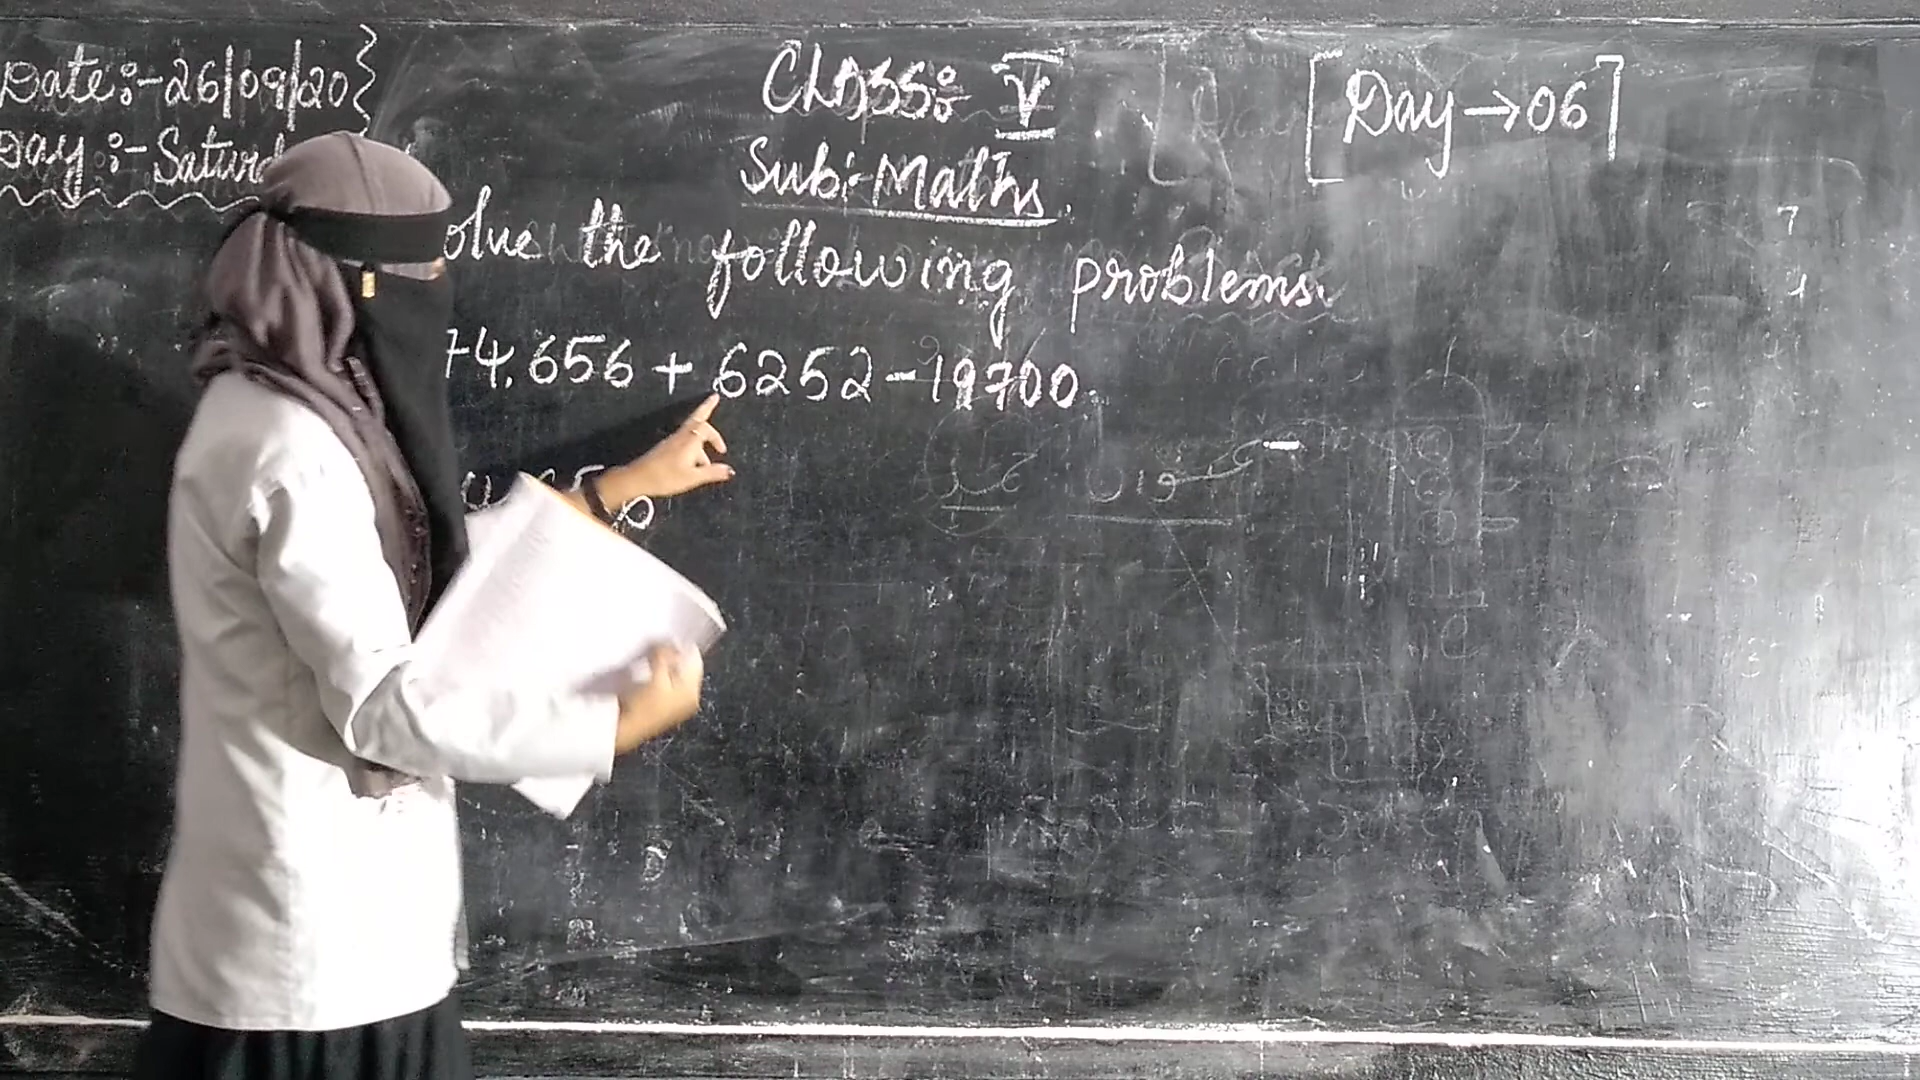 Date:-26/09/20}
CLASS:- V
[Day→06]
Day:-Saturd
Sub:-Maths.
olve the following problems.
74,656 + 6252-19700.